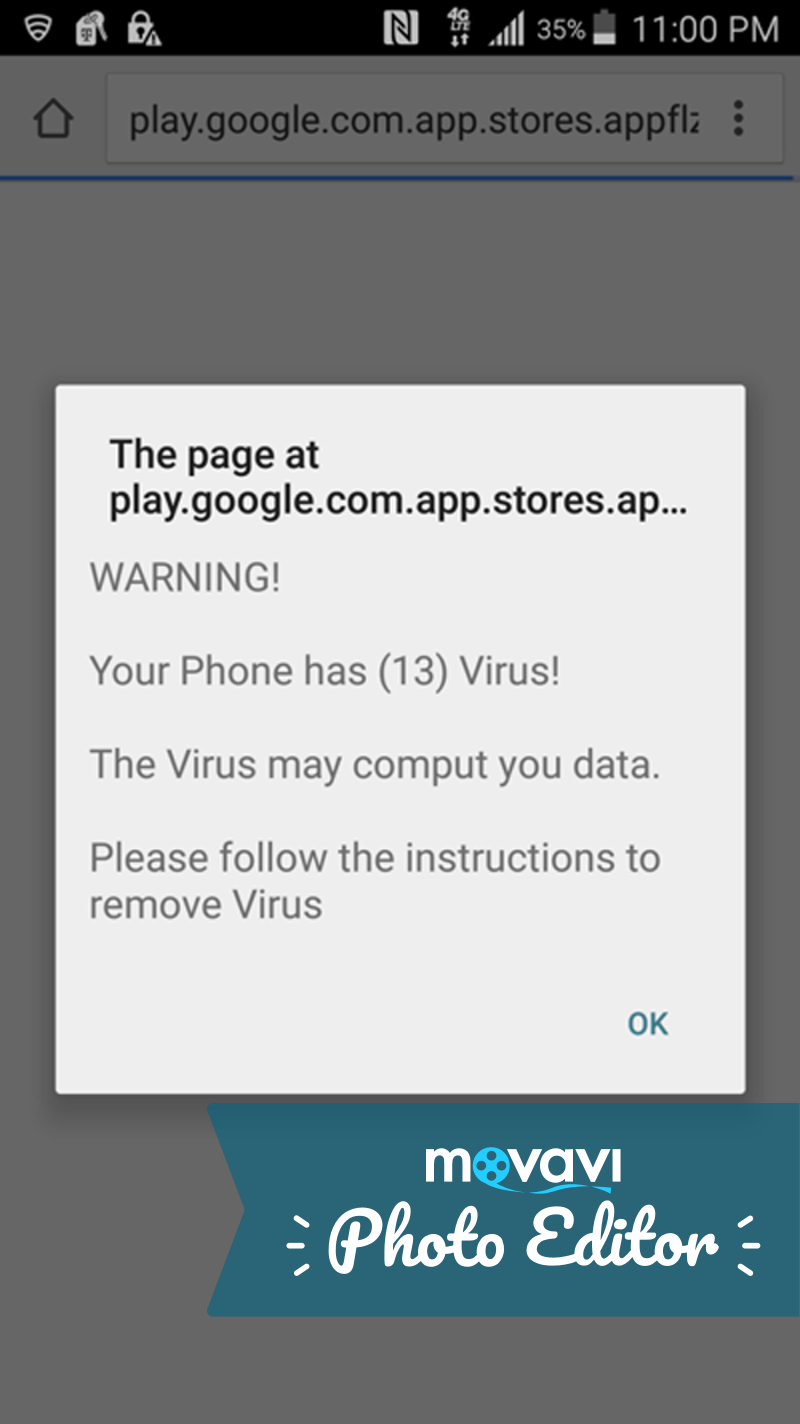 4G
LTE
35%
11:00 PM
play.google.com.app.stores.appflz
The page at
play.google.com.app.stores.ap...
WARNING!
Your Phone has (13) Virus!
The Virus may comput you data.
Please follow the instructions to
remove Virus
OK
movavi
Photo Editor